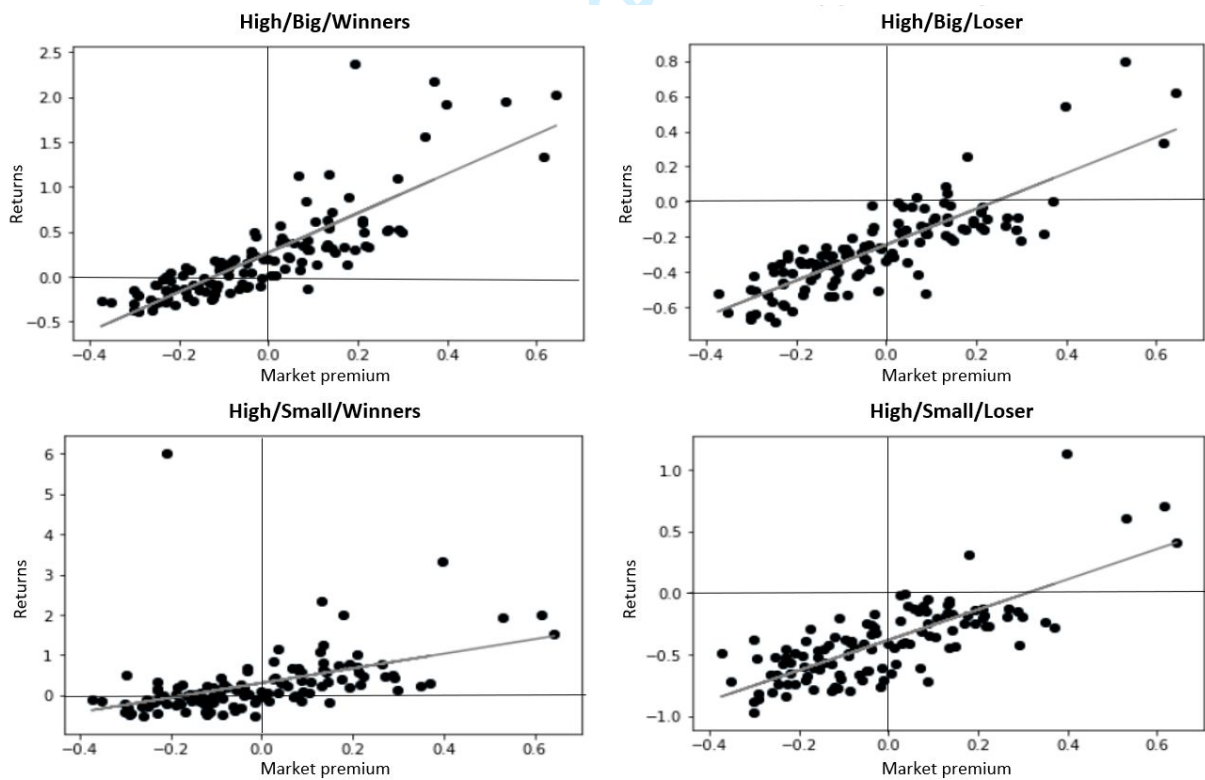 High/Big/Winners
2.5
2.0
1.5
1.0
0.5
0.0
−0.5
Returns
−0.4 −0.2 0.0 0.2 0.4 0.6
Market premium
High/Big/Loser
0.8
0.6
0.4
0.2
0.0
−0.2
−0.4
−0.6
Returns
−0.4 −0.2 0.0 0.2 0.4 0.6
Market premium
High/Small/Winners
6
5
4
3
2
1
0
Returns
−0.4 −0.2 0.0 0.2 0.4 0.6
Market premium
High/Small/Loser
1.0
0.5
0.0
−0.5
−1.0
Returns
−0.4 −0.2 0.0 0.2 0.4 0.6
Market premium